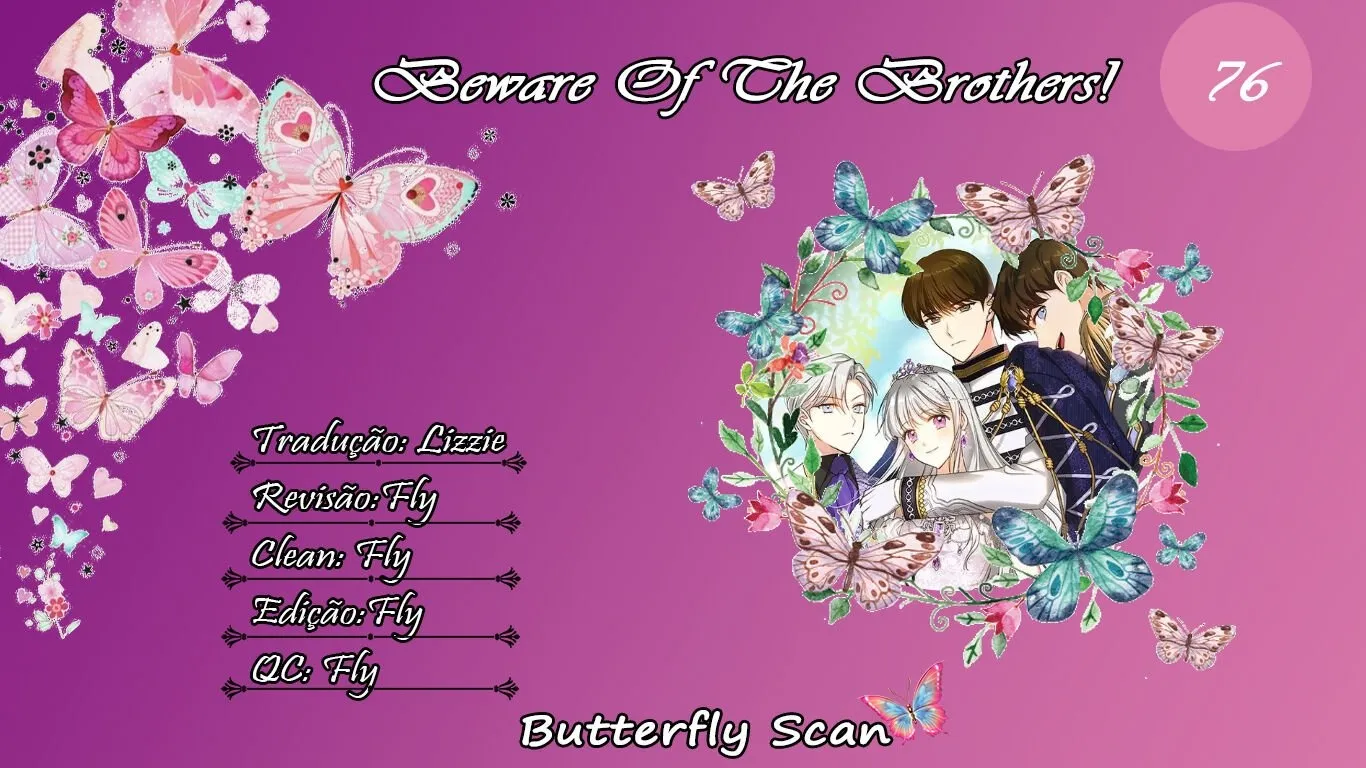 Beware Of The Brothers!
76
Tradução: Lizzie
Revisão: Fly
Clean: Fly
Edição: Fly
QC: Fly
Butterfly Scan